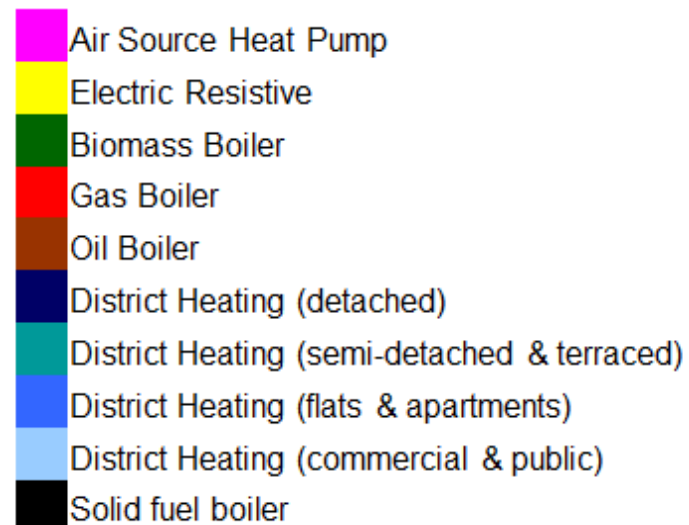 Air Source Heat Pump
Electric Resistive
Biomass Boiler
Gas Boiler
Oil Boiler
District Heating (detached)
District Heating (semi-detached & terraced)
District Heating (flats & apartments)
District Heating (commercial & public)
Solid fuel boiler